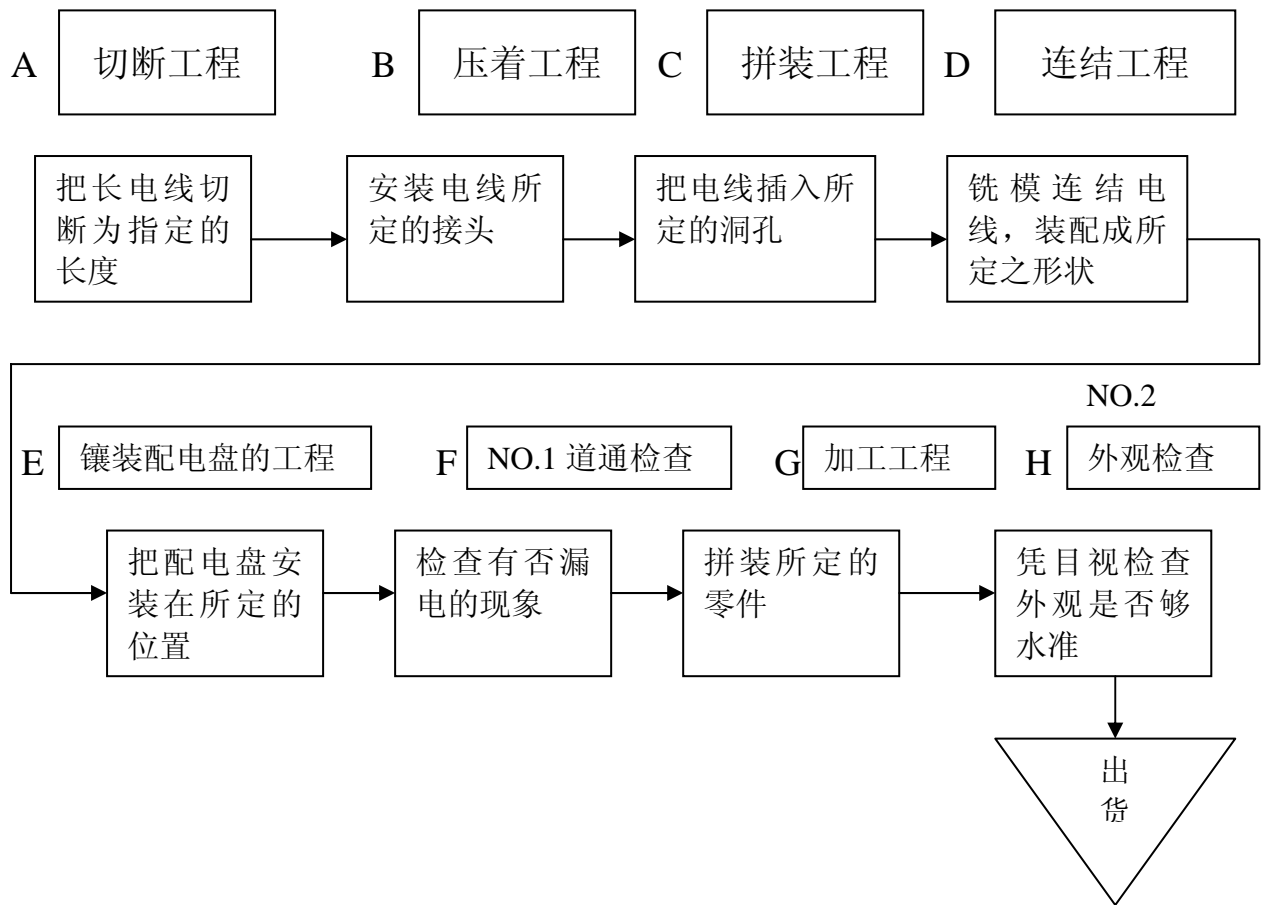 A 切断工程 B 压着工程 C 拼装工程 D 连结工程
把长电线切
断为指定的
长度
安装电线所
定的接头
把电线插入所
定的洞孔
铣模连结电
线，装配成所
定之形状
NO.2
E 镶装配电盘的工程 F NO.1 道通检查 G 加工工程 H 外观检查
把配电盘安
装在所定的
位置
检查有否漏
电的现象
拼装所定的
零件
凭目视检查
外观是否够
水准
出
货